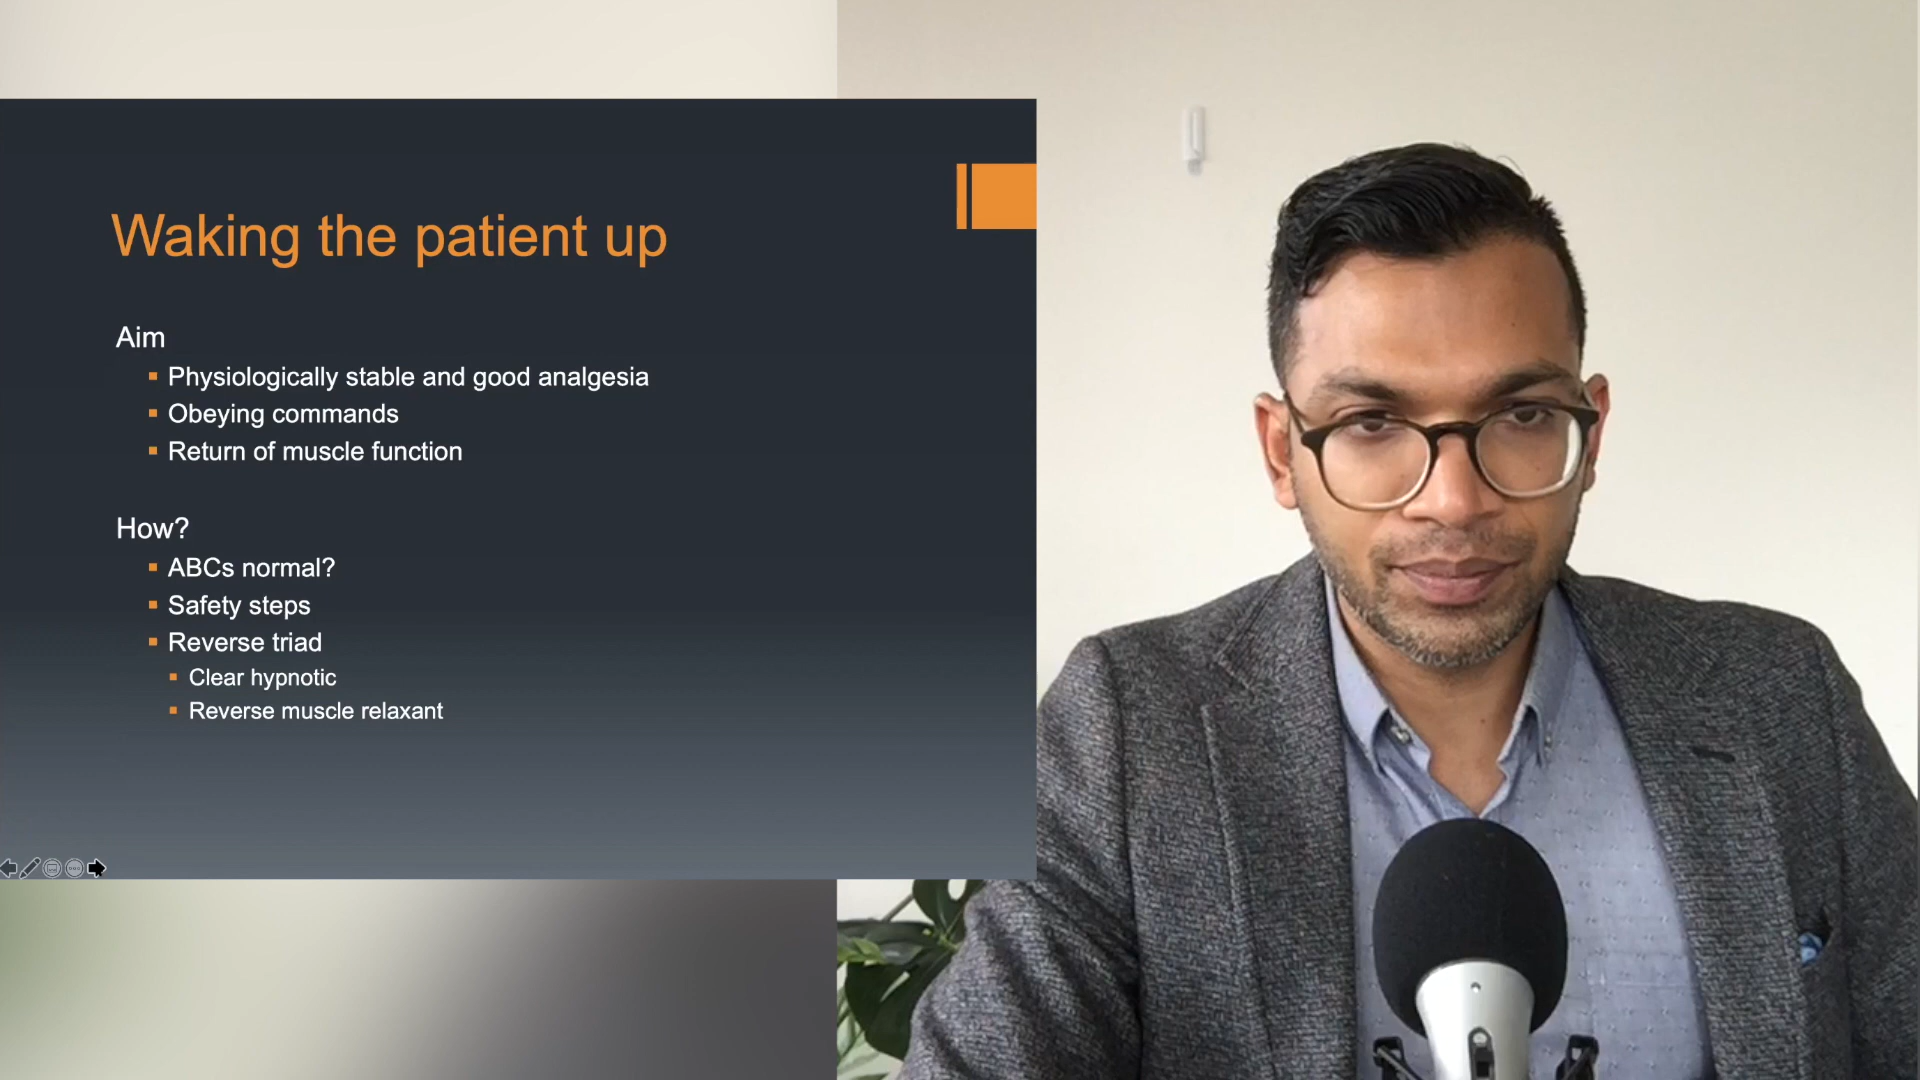 Waking the patient up
Aim
Physiologically stable and good analgesia
Obeying commands
Return of muscle function
How?
ABCs normal?
Safety steps
Reverse triad
Clear hypnotic
Reverse muscle relaxant